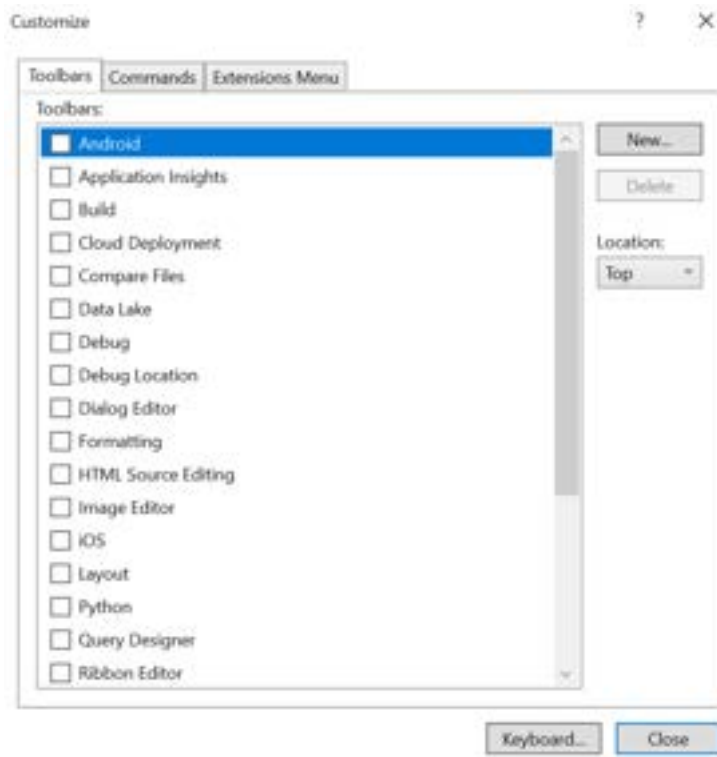 Customize
?
Toolbars Commands Extensions Menu
Toolbars:
Android
Application Insights
Build
Cloud Deployment
Compare Files
Data Lake
Debug
Debug Location
Dialog Editor
Formatting
HTML Source Editing
Image Editor
iOS
Layout
Python
Query Designer
Ribbon Editor
New...
Delete
Location:
Top
Keyboard... Close